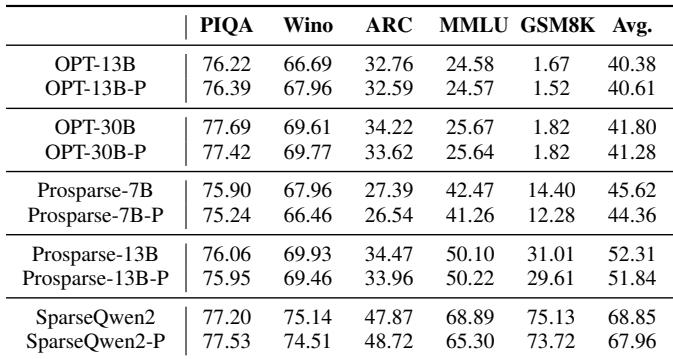 PIQA Wino ARC MMLU GSM8K Avg.
OPT-13B 76.22 66.69 32.76 24.58 1.67 40.38
OPT-13B-P 76.39 67.96 32.59 24.57 1.52 40.61
OPT-30B 77.69 69.61 34.22 25.67 1.82 41.80
OPT-30B-P 77.42 69.77 33.62 25.64 1.82 41.28
Prosparse-7B 75.90 67.96 27.39 42.47 14.40 45.62
Prosparse-7B-P 75.24 66.46 26.54 41.26 12.28 44.36
Prosparse-13B 76.06 69.93 34.47 50.10 31.01 52.31
Prosparse-13B-P 75.95 69.46 33.96 50.22 29.61 51.84
SparseQwen2 77.20 75.14 47.87 68.89 75.13 68.85
SparseQwen2-P 77.53 74.51 48.72 65.30 73.72 67.96